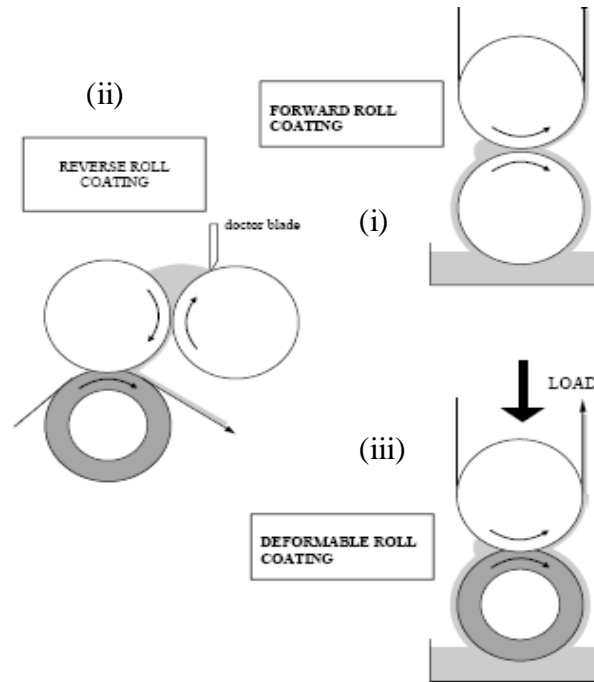 (ii)
REVERSE ROLL
COATING
doctor blade
FORWARD ROLL
COATING
(i)
LOAD
(iii)
DEFORMABLE ROLL
COATING